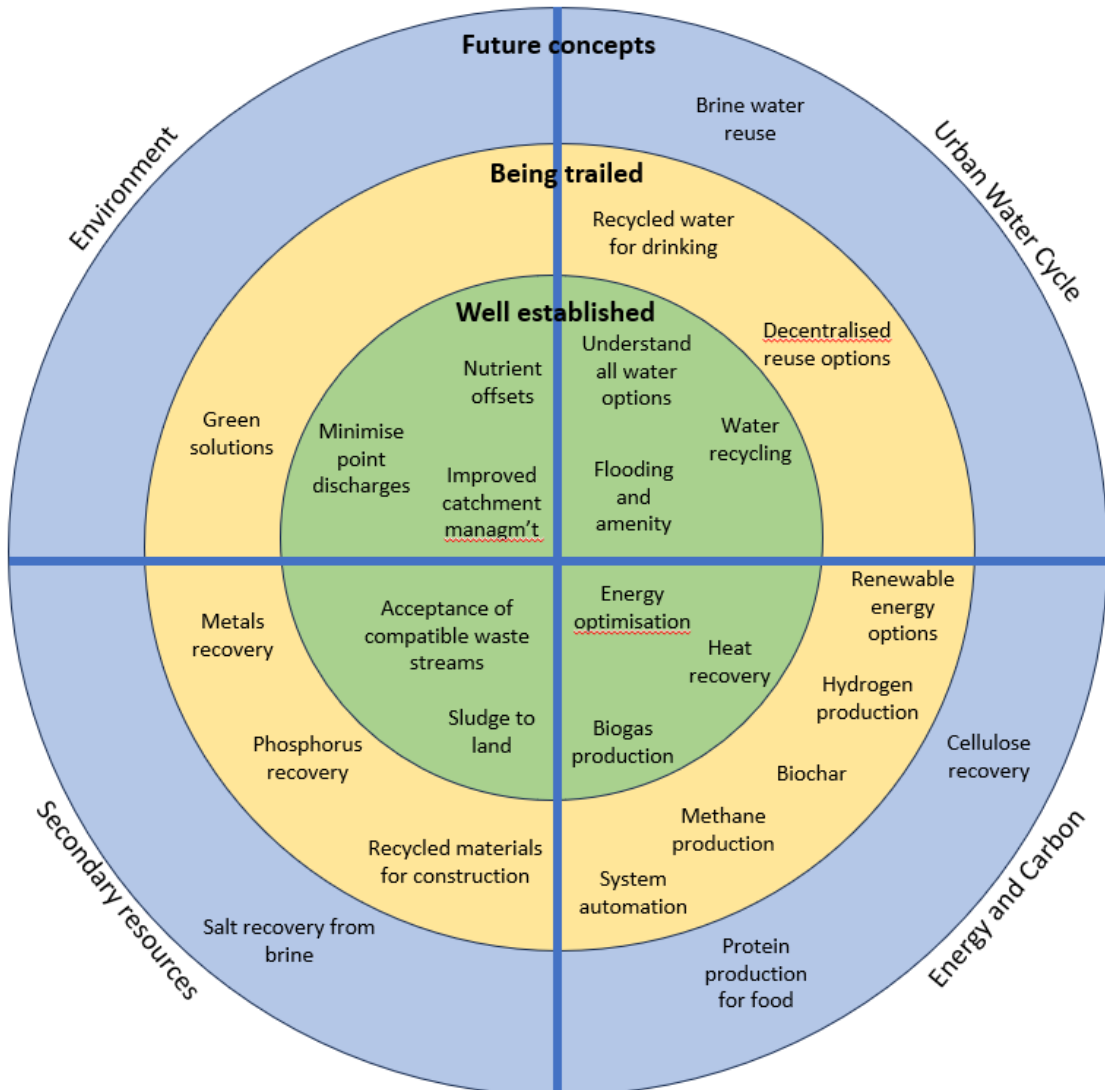 Future concepts
Brine water
reuse
Environment
Urban Water Cycle
Being trailed
Recycled water
for drinking
Decentralised
reuse options
Green
solutions
Well established
Nutrient
offsets
Minimise
point
discharges
Improved
catchment
managm't
Understand
all water
options
Water
recycling
Flooding
and
amenity
Metals
recovery
Phosphorus
recovery
Recycled materials
for construction
Acceptance of
compatible waste
streams
Sludge to
land
Energy
optimisation
Heat
recovery
Biogas
production
Renewable
energy
options
Hydrogen
production
Biochar
Methane
production
System
automation
Cellulose
recovery
Protein
production
for food
Salt recovery from
brine
Secondary resources
Energy and Carbon